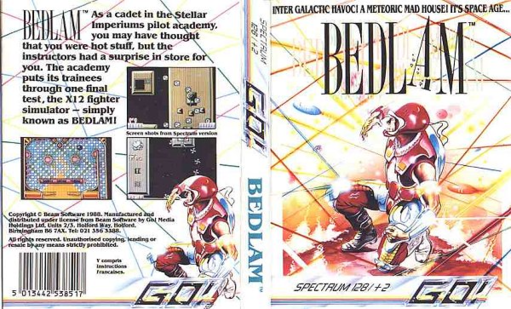 BEDLAM™ As a cadet in the Stellar
Imperiums pilot academy,
you may have thought
that you were hot stuff, but the
instructors had a surprise in store for
you. The academy
puts its trainees
through one final
test, the X12 fighter
simulator — simply
known as BEDLAM!
Screen shots from Spectrum version
Copyright © Beam Software 1988. Manufactured and
distributed under license from Beam Software by Go! Media
Holdings Ltd, Units 2/3, Holford Way, Holford,
Birmingham B6 7AX. Tel: 021 356 3388.
All rights reserved. Unauthorised copying, lending or
resale by any means strictly prohibited.
Y compris
Instructions
Francaises.
5 013442 538517
GO!
SPECTRUM
128/+2
GO!
BEDLAM™
INTER GALACTIC HAVOC! A METEORIC MAD HOUSE! IT'S SPACE AGE...
BEDLAM™
SPECTRUM 128/+2
GO!